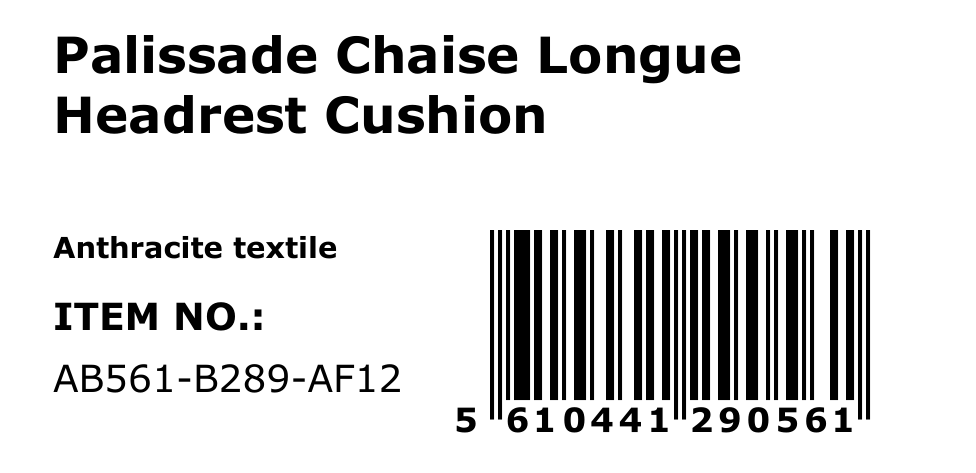 Palissade Chaise Longue
Headrest Cushion
Anthracite textile
ITEM NO.:
AB561-B289-AF12
5 610441 290561